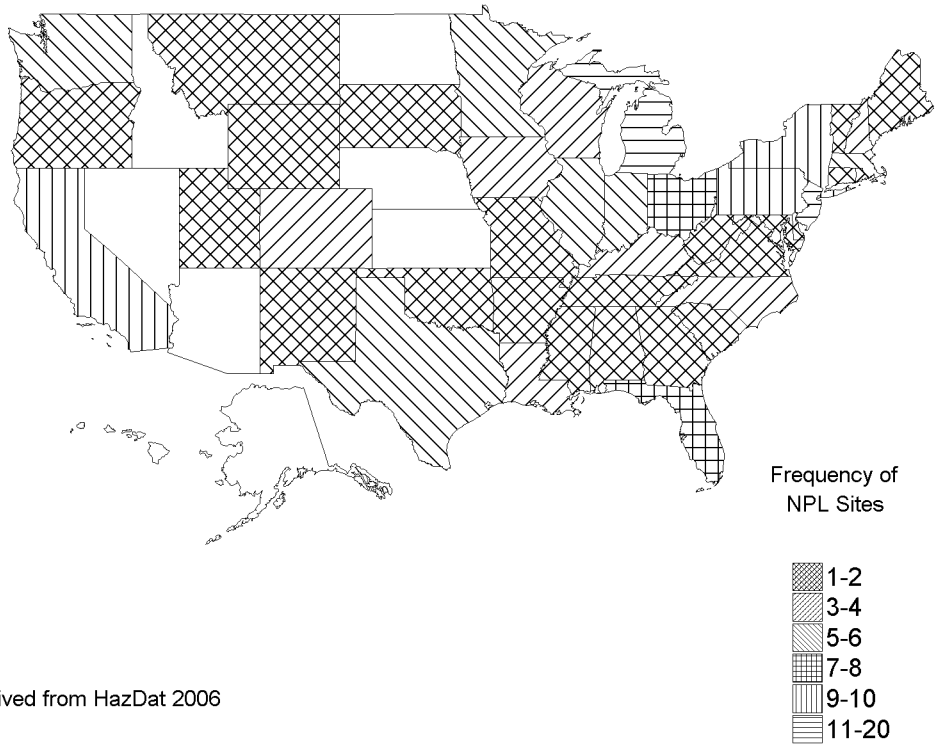 Frequency of
NPL Sites
1-2
3-4
5-6
7-8
9-10
11-20
from HazDat 2006